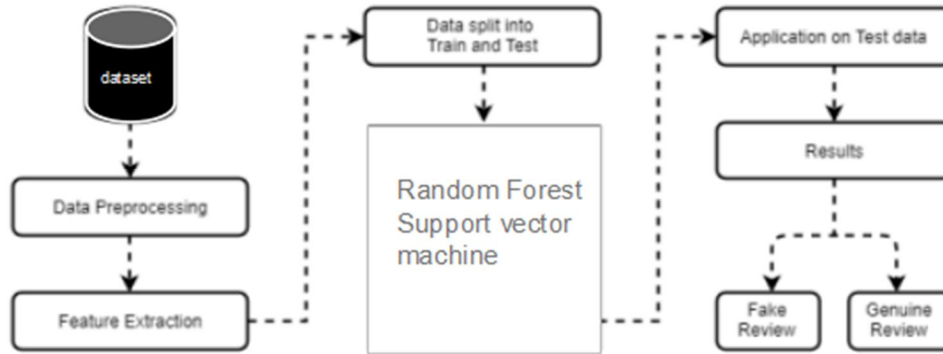 dataset
Data Preprocessing
Feature Extraction
Data split into
Train and Test
Random Forest
Support vector
machine
Application on Test data
Results
Fake
Review
Genuine
Review